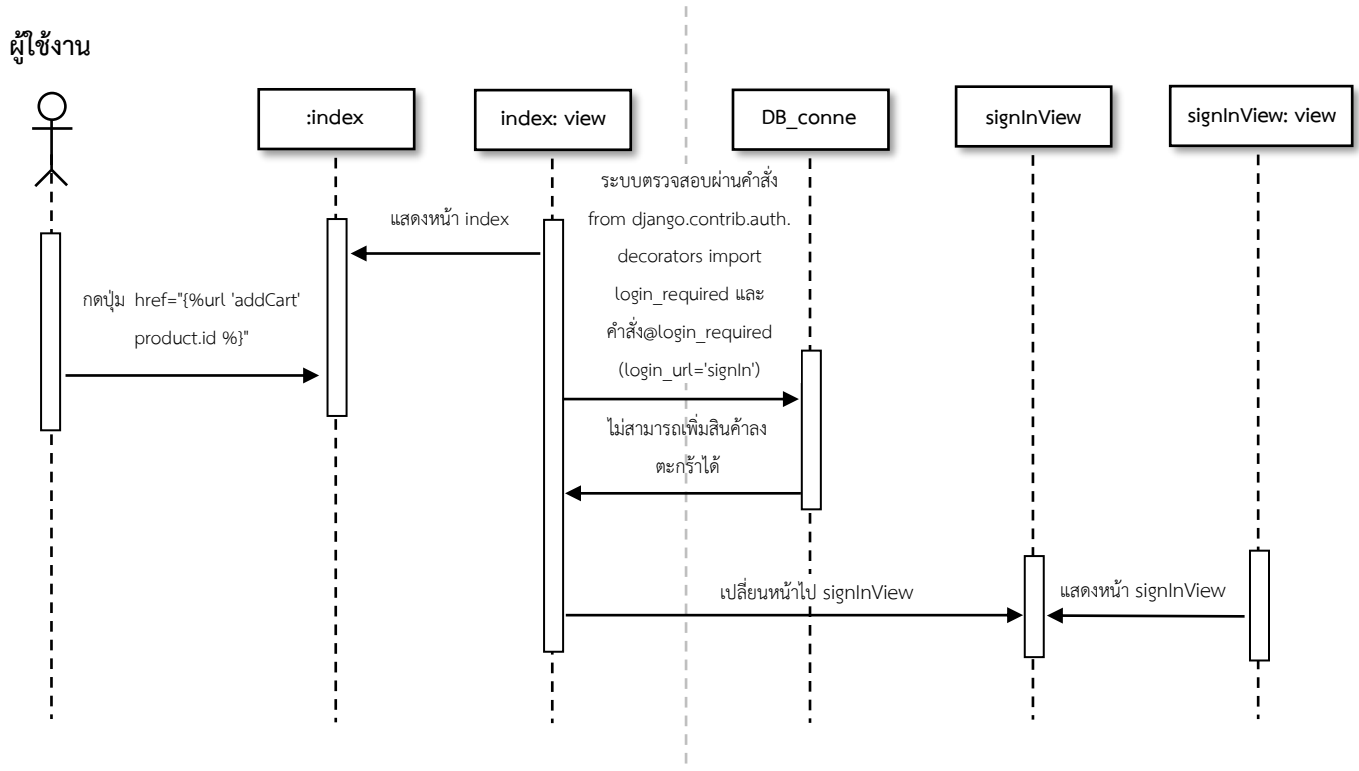 ผู้ใช้งาน
:index
index: view
DB_conne
signInView
signInView: view
แสดงหน้า index
ระบบตรวจสอบผ่านคำสั่ง
from django.contrib.auth.
decorators import
login_required และ
คำสั่ง@login_required
(login_url='signIn')
กดปุ่ม href="{%url 'addCart'
product.id %}"
ไม่สามารถเพิ่มสินค้าลง
ตะกร้าได้
เปลี่ยนหน้าไป signInView
แสดงหน้า signInView